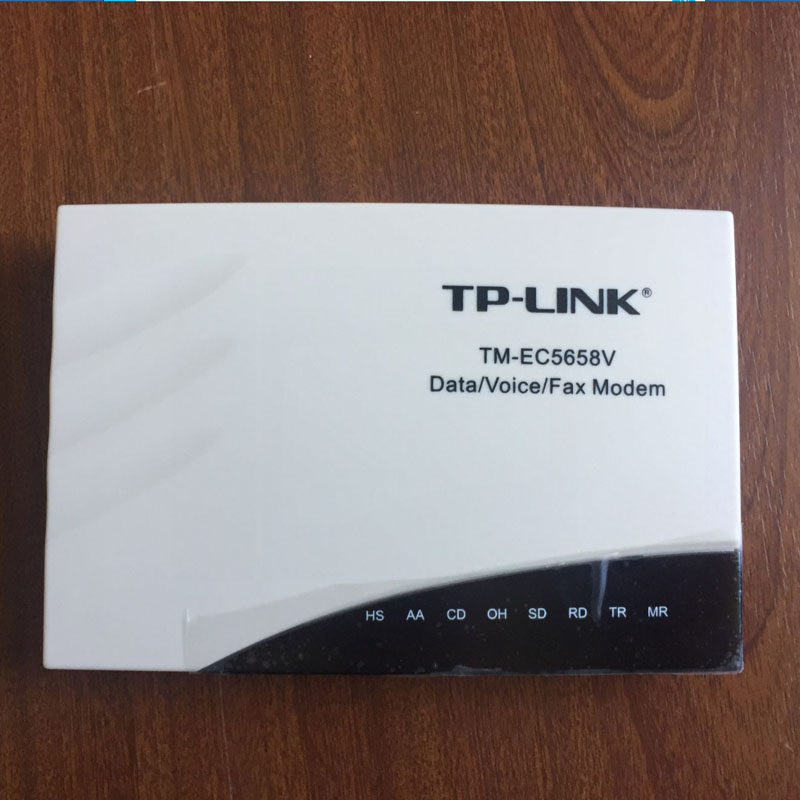 TP-LINK®
TM-EC5658V
Data/Voice/Fax Modem
HS AA CD OH SD RD TR MR